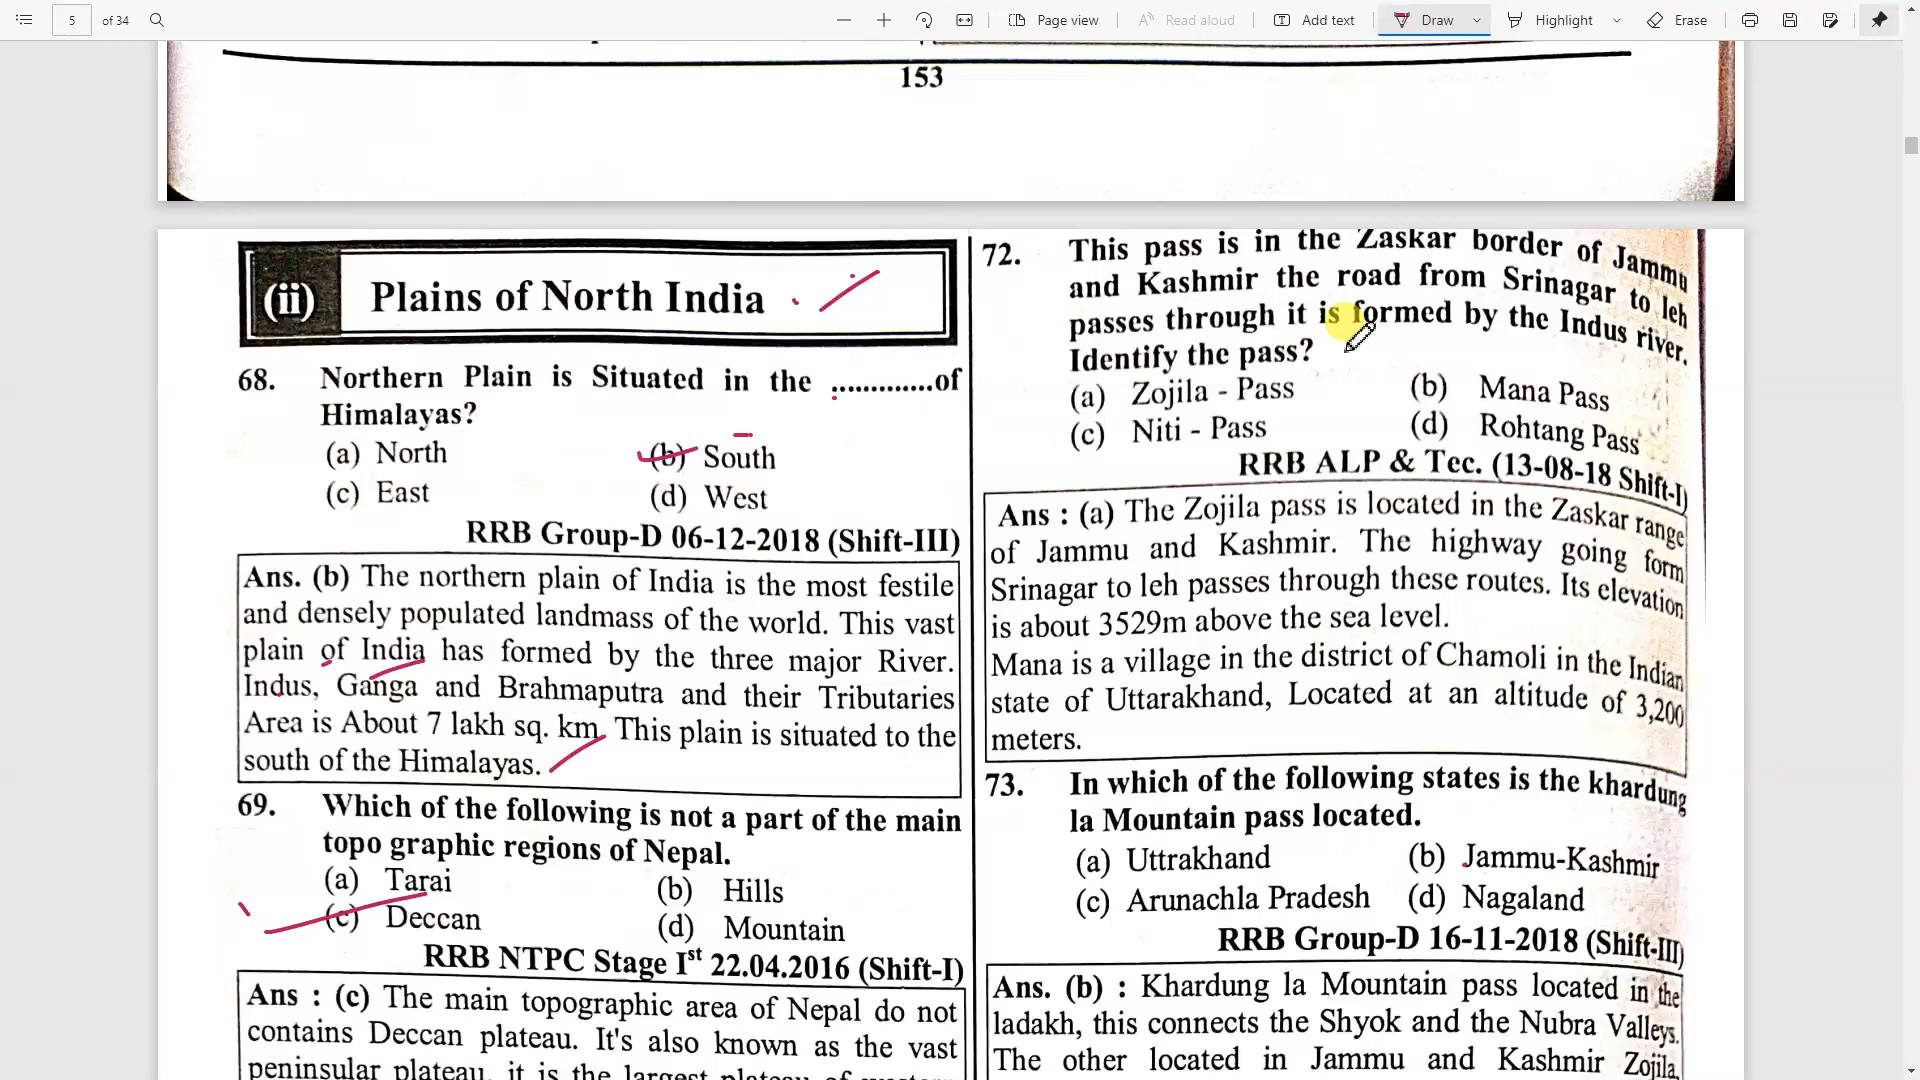 5 of 34
Page view
Read aloud
Add text
Draw
Highlight
Erase
153
(ii) Plains of North India
68. Northern Plain is Situated in the .............of
Himalayas?
(a) North (b) South
(c) East (d) West
RRB Group-D 06-12-2018 (Shift-III)
Ans. (b) The northern plain of India is the most festile
and densely populated landmass of the world. This vast
plain of India has formed by the three major River.
Indus, Ganga and Brahmaputra and their Tributaries
Area is About 7 lakh sq. km. This plain is situated to the
south of the Himalayas.
69. Which of the following is not a part of the main
topo graphic regions of Nepal.
(a) Tarai (b) Hills
(c) Deccan (d) Mountain
RRB NTPC Stage Ist 22.04.2016 (Shift-I)
Ans : (c) The main topographic area of Nepal do not
contains Deccan plateau. It's also known as the vast
peninsular plateau, it is the largest plateau of western
72. This pass is in the Zaskar border of Jammu
and Kashmir the road from Srinagar to leh
passes through it is formed by the Indus river.
Identify the pass?
(a) Zojila - Pass (b) Mana Pass
(c) Niti - Pass (d) Rohtang Pass
RRB ALP & Tec. (13-08-18 Shift-I)
Ans : (a) The Zojila pass is located in the Zaskar range
of Jammu and Kashmir. The highway going form
Srinagar to leh passes through these routes. Its elevation
is about 3529m above the sea level.
Mana is a village in the district of Chamoli in the Indian
state of Uttarakhand, Located at an altitude of 3,200
meters.
73. In which of the following states is the khardung
la Mountain pass located.
(a) Uttrakhand (b) Jammu-Kashmir
(c) Arunachla Pradesh (d) Nagaland
RRB Group-D 16-11-2018 (Shift-III)
Ans. (b) : Khardung la Mountain pass located in the
ladakh, this connects the Shyok and the Nubra Valleys.
The other located in Jammu and Kashmir Zojila,